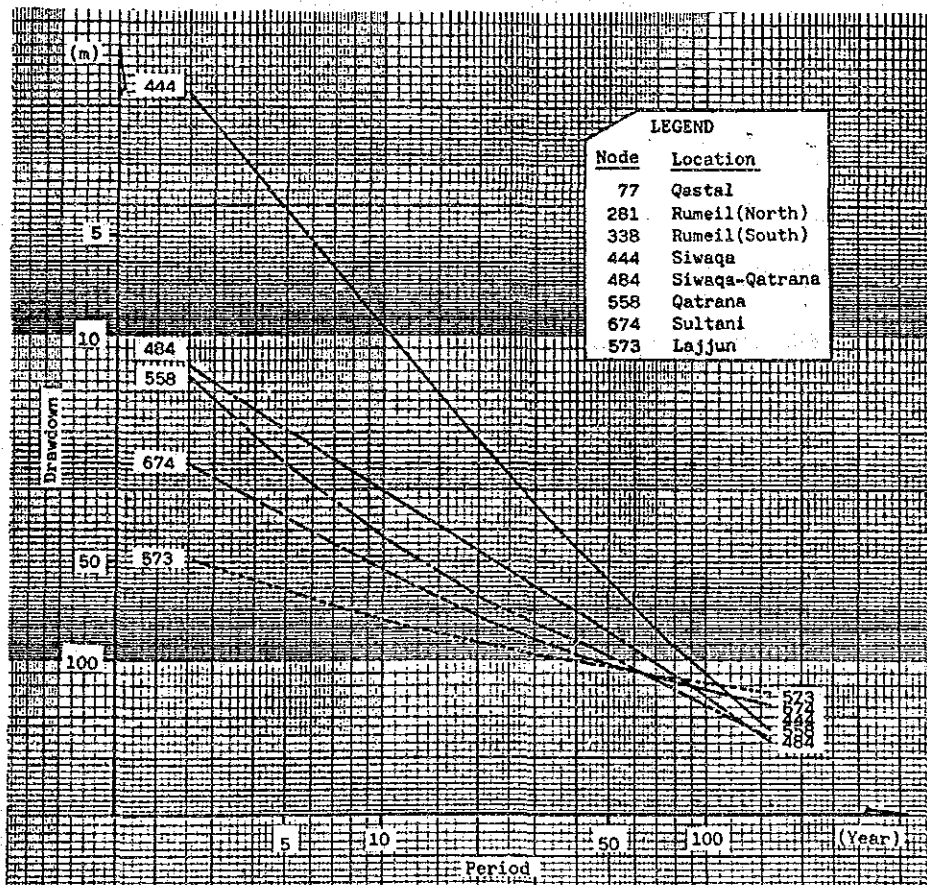 (m)
444
LEGEND
Node Location
77 Qastal
281 Rumeil(North)
338 Rumeil(South)
444 Siwaqa
484 Siwaqa-Qatrana
558 Qatrana
674 Sultani
573 Lajjun
5
10
484
558
Drawdown
674
50
573
100
573
674
444
558
484
5
10
50
100
(Year)
Period